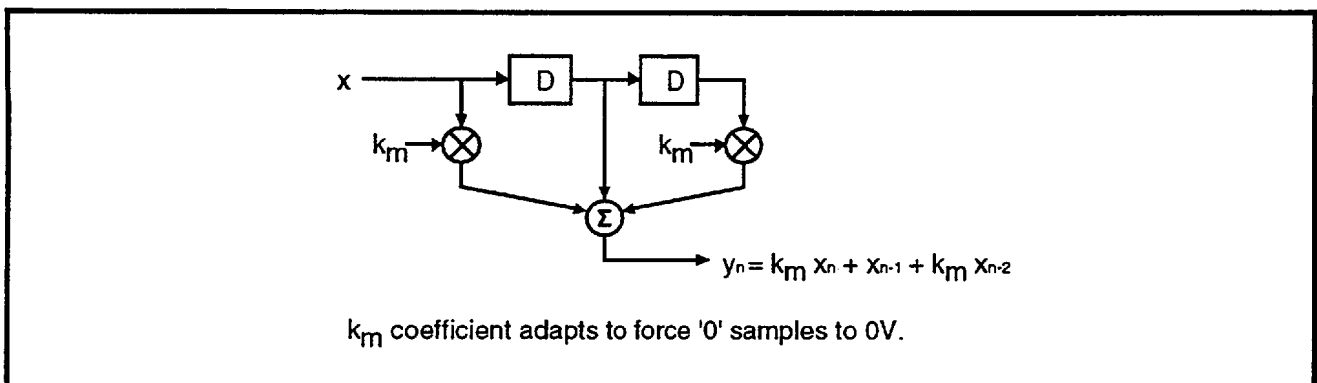 x
D
D
km
km
Σ
yn = km xn + xn-1 + km xn-2
km coefficient adapts to force '0' samples to 0V.